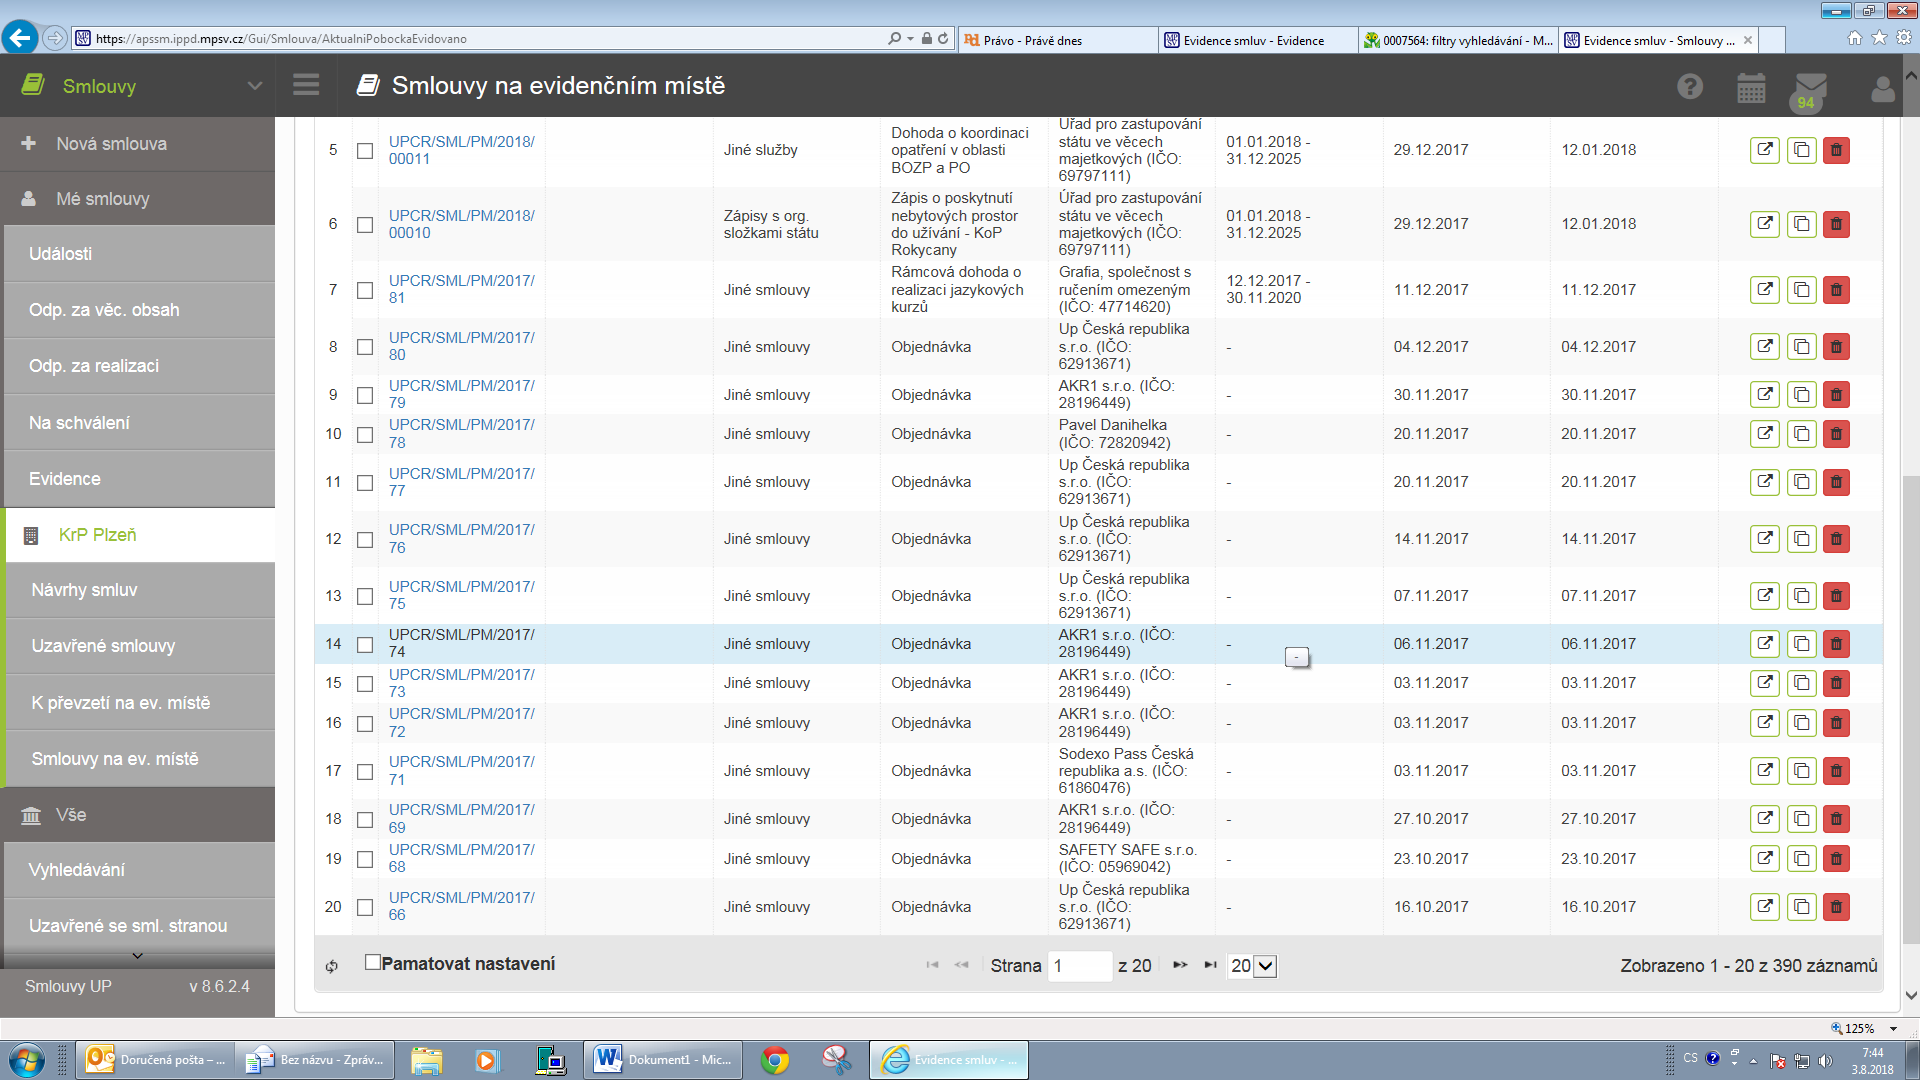 https://apssm.ippd.mpsv.cz/Gui/Smlouva/AktualniPobockaEvidovano
Právo - Právě dnes
Evidence smluv - Evidence
0007564: filtry vyhledávání - M...
Evidence smluv - Smlouvy ...
Smlouvy
Smlouvy na evidenčním místě
94
Nová smlouva
Mé smlouvy
Události
Odp. za věc. obsah
Odp. za realizaci
Na schválení
Evidence
KrP Plzeň
Návrhy smluv
Uzavřené smlouvy
K převzetí na ev. místě
Smlouvy na ev. místě
Vše
Vyhledávání
Uzavřené se sml. stranou
Smlouvy UP v 8.6.2.4
5
UPCR/SML/PM/2018/
00011
Jiné služby
Dohoda o koordinaci
opatření v oblasti
BOZP a PO
Úřad pro zastupování
státu ve věcech
majetkových (IČO:
69797111)
01.01.2018 -
31.12.2025
29.12.2017
12.01.2018
6
UPCR/SML/PM/2018/
00010
Zápisy s org.
složkami státu
Zápis o poskytnutí
nebytových prostor
do užívání - KoP
Rokycany
Úřad pro zastupování
státu ve věcech
majetkových (IČO:
69797111)
01.01.2018 -
31.12.2025
29.12.2017
12.01.2018
7
UPCR/SML/PM/2017/
81
Jiné smlouvy
Rámcová dohoda o
realizaci jazykových
kurzů
Grafia, společnost s
ručením omezeným
(IČO: 47714620)
12.12.2017 -
30.11.2020
11.12.2017
11.12.2017
8
UPCR/SML/PM/2017/
80
Jiné smlouvy
Objednávka
Up Česká republika
s.r.o. (IČO:
62913671)
-
04.12.2017
04.12.2017
9
UPCR/SML/PM/2017/
79
Jiné smlouvy
Objednávka
AKR1 s.r.o. (IČO:
28196449)
-
30.11.2017
30.11.2017
10
UPCR/SML/PM/2017/
78
Jiné smlouvy
Objednávka
Pavel Danihelka
(IČO: 72820942)
-
20.11.2017
20.11.2017
11
UPCR/SML/PM/2017/
77
Jiné smlouvy
Objednávka
Up Česká republika
s.r.o. (IČO:
62913671)
-
20.11.2017
20.11.2017
12
UPCR/SML/PM/2017/
76
Jiné smlouvy
Objednávka
Up Česká republika
s.r.o. (IČO:
62913671)
-
14.11.2017
14.11.2017
13
UPCR/SML/PM/2017/
75
Jiné smlouvy
Objednávka
Up Česká republika
s.r.o. (IČO:
62913671)
-
07.11.2017
07.11.2017
14
UPCR/SML/PM/2017/
74
Jiné smlouvy
Objednávka
AKR1 s.r.o. (IČO:
28196449)
-
-
06.11.2017
06.11.2017
15
UPCR/SML/PM/2017/
73
Jiné smlouvy
Objednávka
AKR1 s.r.o. (IČO:
28196449)
-
03.11.2017
03.11.2017
16
UPCR/SML/PM/2017/
72
Jiné smlouvy
Objednávka
AKR1 s.r.o. (IČO:
28196449)
-
03.11.2017
03.11.2017
17
UPCR/SML/PM/2017/
71
Jiné smlouvy
Objednávka
Sodexo Pass Česká
republika a.s. (IČO:
61860476)
-
03.11.2017
03.11.2017
18
UPCR/SML/PM/2017/
69
Jiné smlouvy
Objednávka
AKR1 s.r.o. (IČO:
28196449)
-
27.10.2017
27.10.2017
19
UPCR/SML/PM/2017/
68
Jiné smlouvy
Objednávka
SAFETY SAFE s.r.o.
(IČO: 05969042)
-
23.10.2017
23.10.2017
20
UPCR/SML/PM/2017/
66
Jiné smlouvy
Objednávka
Up Česká republika
s.r.o. (IČO:
62913671)
-
16.10.2017
16.10.2017
Pamatovat nastavení
Strana 1 z 20
20
Zobrazeno 1 - 20 z 390 záznamů
125%
Doručená pošta – ...
Bez názvu - Zpráv...
Dokument1 - Mic...
Evidence smluv - ...
CS
7:44
3.8.2018